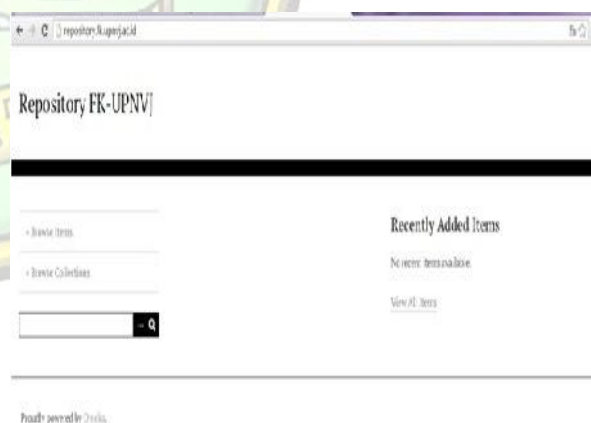 Repository FK-UPNVJ
Browse Items
Browse Collections
Recently Added Items
No recent items available.
View All Items
Proudly powered by Omeka.